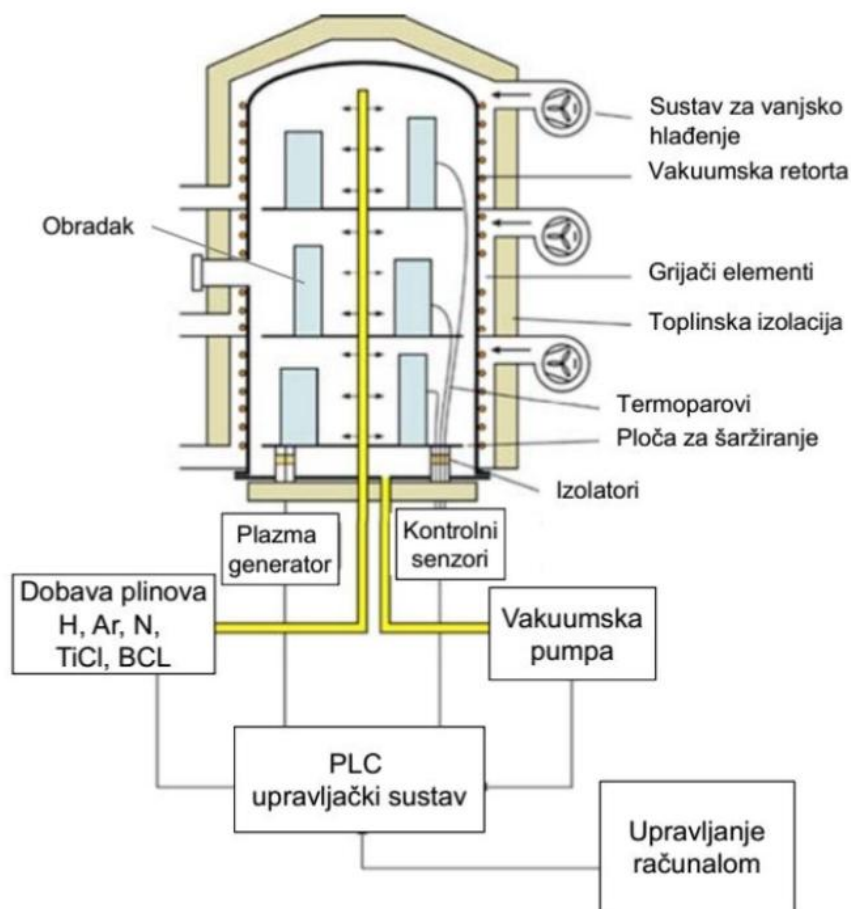 Sustav za vanjsko
hlađenje
Vakuumska retorta
Obradak
Grijači elementi
Toplinska izolacija
Termoparovi
Ploča za šaržiranje
Izolatori
Plazma
generator
Kontrolni
senzori
Dobava plinova
H, Ar, N,
TiCl, BCL
Vakuumska
pumpa
PLC
upravljački sustav
Upravljanje
računalom